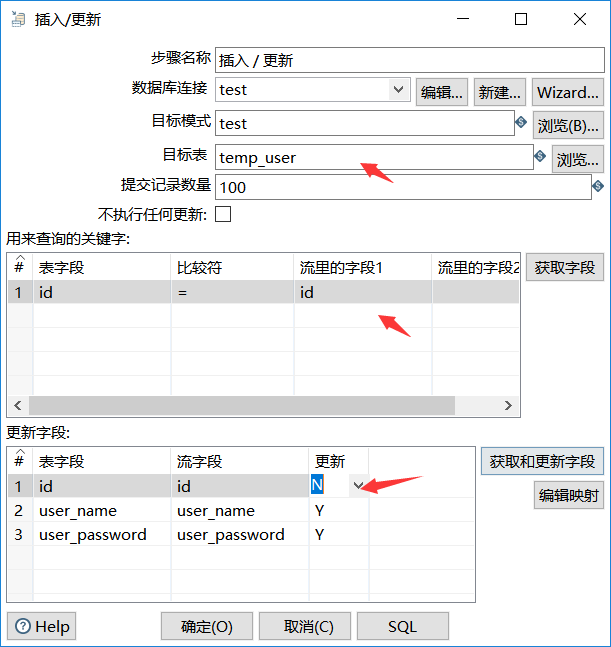 插入/更新
步骤名称 插入 / 更新
数据库连接 test 编辑... 新建... Wizard...
目标模式 test 浏览(B)...
目标表 temp_user 浏览...
提交记录数量 100
不执行任何更新:
用来查询的关键字:
# 表字段 比较符 流里的字段1 流里的字段2 获取字段
1 id = id
更新字段:
# 表字段 流字段 更新 获取和更新字段
1 id id N 编辑映射
2 user_name user_name Y
3 user_password user_password Y
Help 确定(O) 取消(C) SQL